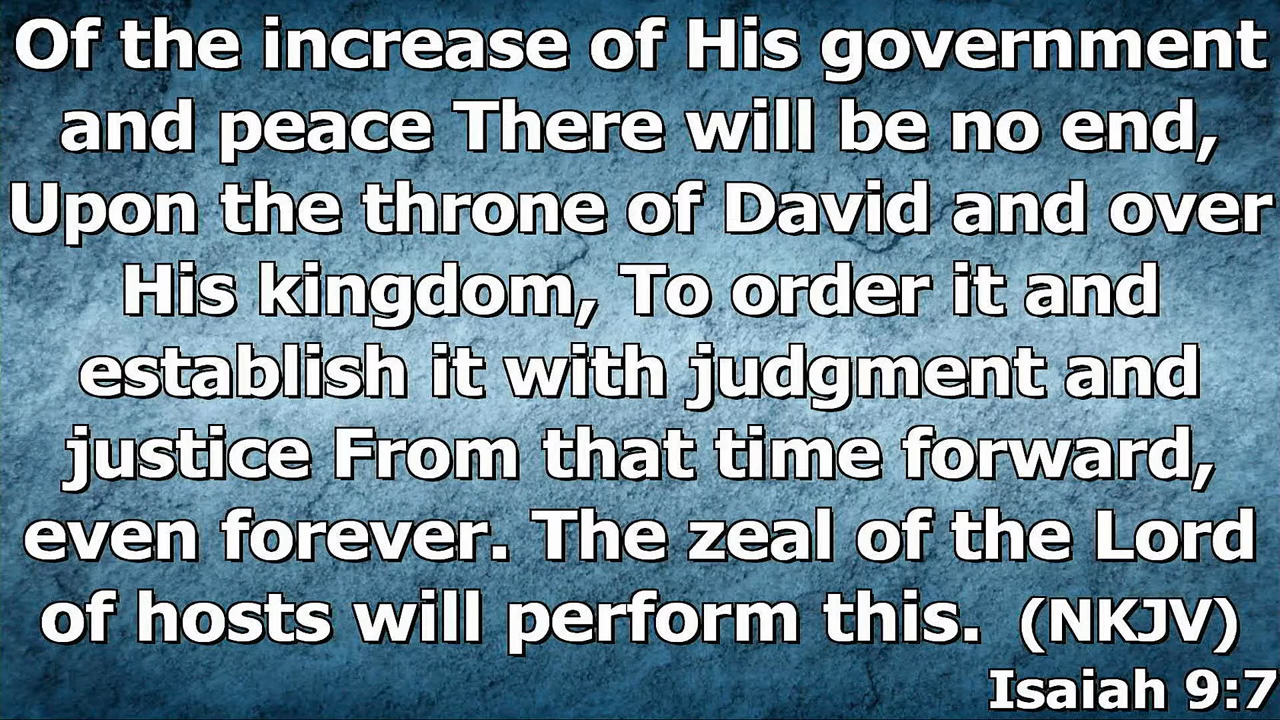 Of the increase of His government
and peace There will be no end,
Upon the throne of David and over
His kingdom, To order it and
establish it with judgment and
justice From that time forward,
even forever. The zeal of the Lord
of hosts will perform this. (NKJV)
Isaiah 9:7